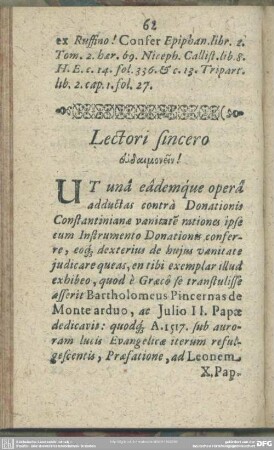 62
ex Ruffino! Confer Epiphan. libr. 2.
Tom. 2. hær. 69. Niceph. Callist. lib. 8.
H. E. c. 14. fol. 336. & c. 13. Tripart.
lib. 2. cap. 1. fol. 27.
Lectori sincero
UT unâ eâdemque operâ
adductas contrà Donationis
Constantinianæ vanitatẽ rationes ipse
cum Instrumento Donationis confer-
re, eoq; dexterius de hujus vanitate
judicare queas, en tibi exemplar illud
exhibeo, quod è Græcô se transtulisse
asserit Bartholomeus Pincernas de
Monte arduo, ac Julio II. Papæ
dedicavit: quodq; A. 1517. sub auro-
ram lucis Evangelicæ iterum reful-
gescentis, Præfatione, ad Leonem
X. Pap-